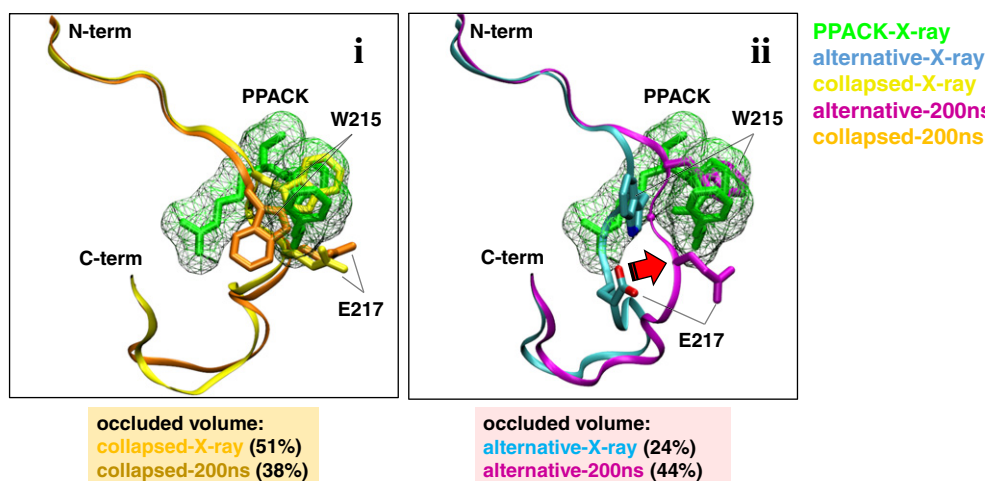 N-term
i
PPACK
W215
C-term
E217
N-term
ii
PPACK
W215
C-term
E217
PPACK-X-ray
alternative-X-ray
collapsed-X-ray
alternative-200ns
collapsed-200ns
occluded volume:
collapsed-X-ray (51%)
collapsed-200ns (38%)
occluded volume:
alternative-X-ray (24%)
alternative-200ns (44%)